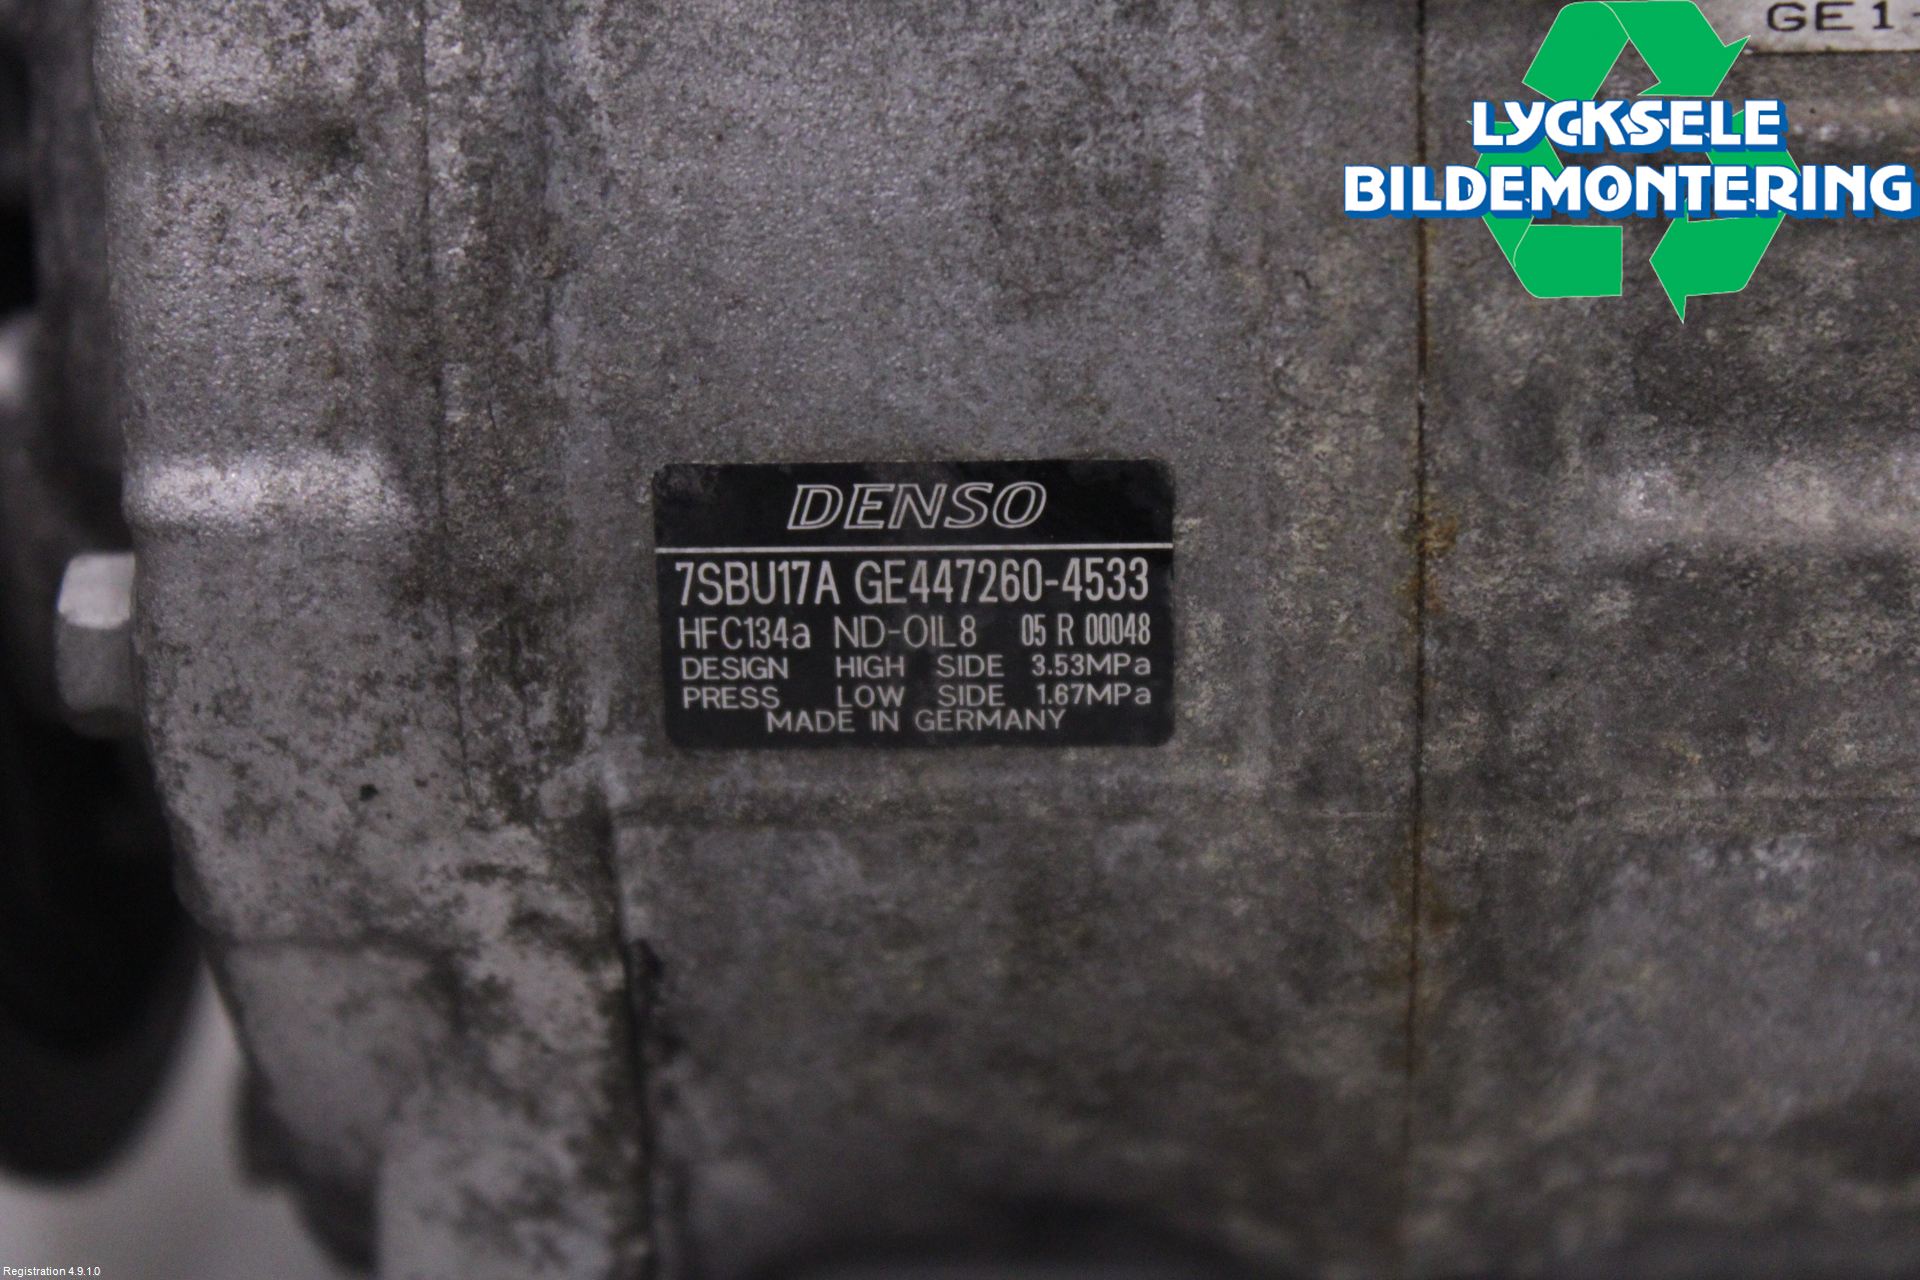 GE1-
LYCKSELE
BILDEMONTERING
DENSO
7SBU17A GE447260-4533
HFC134a ND-OIL8 05 R 00048
DESIGN HIGH SIDE 3.53MPa
PRESS LOW SIDE 1.67MPa
MADE IN GERMANY
Registration 4.9.1.0